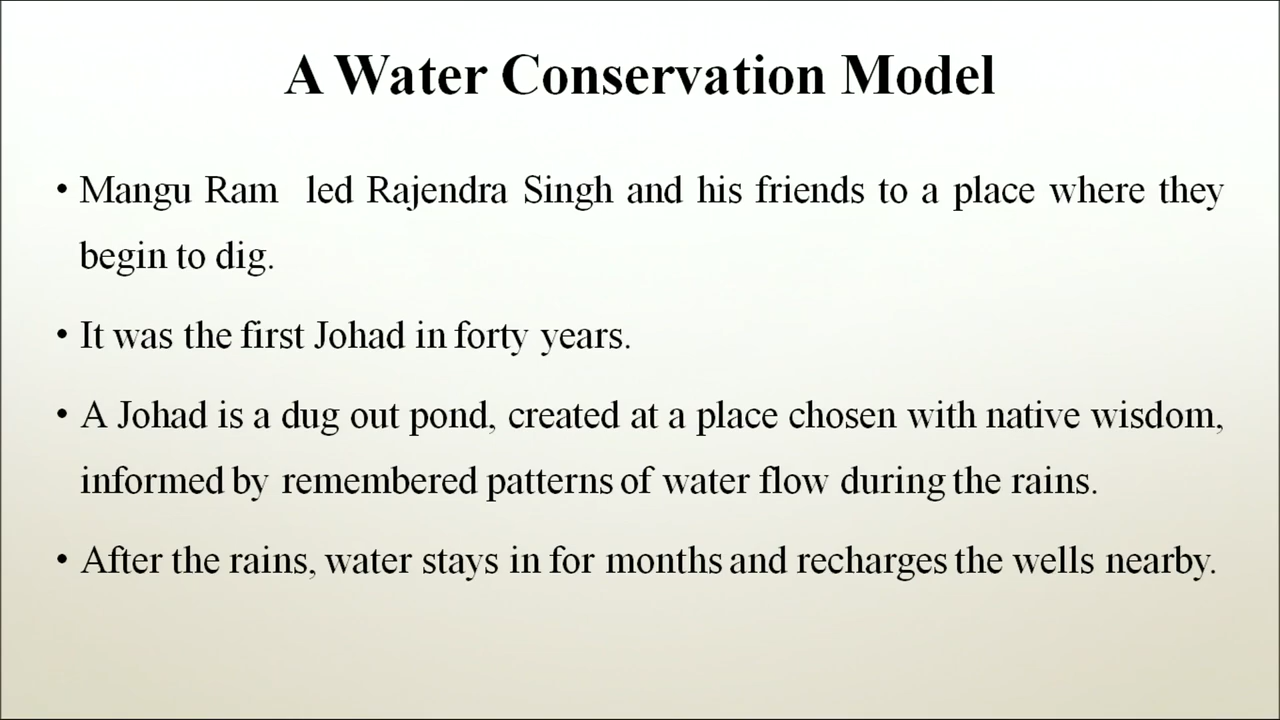 A Water Conservation Model
• Mangu Ram led Rajendra Singh and his friends to a place where they
begin to dig.
• It was the first Johad in forty years.
• A Johad is a dug out pond, created at a place chosen with native wisdom,
informed by remembered patterns of water flow during the rains.
• After the rains, water stays in for months and recharges the wells nearby.